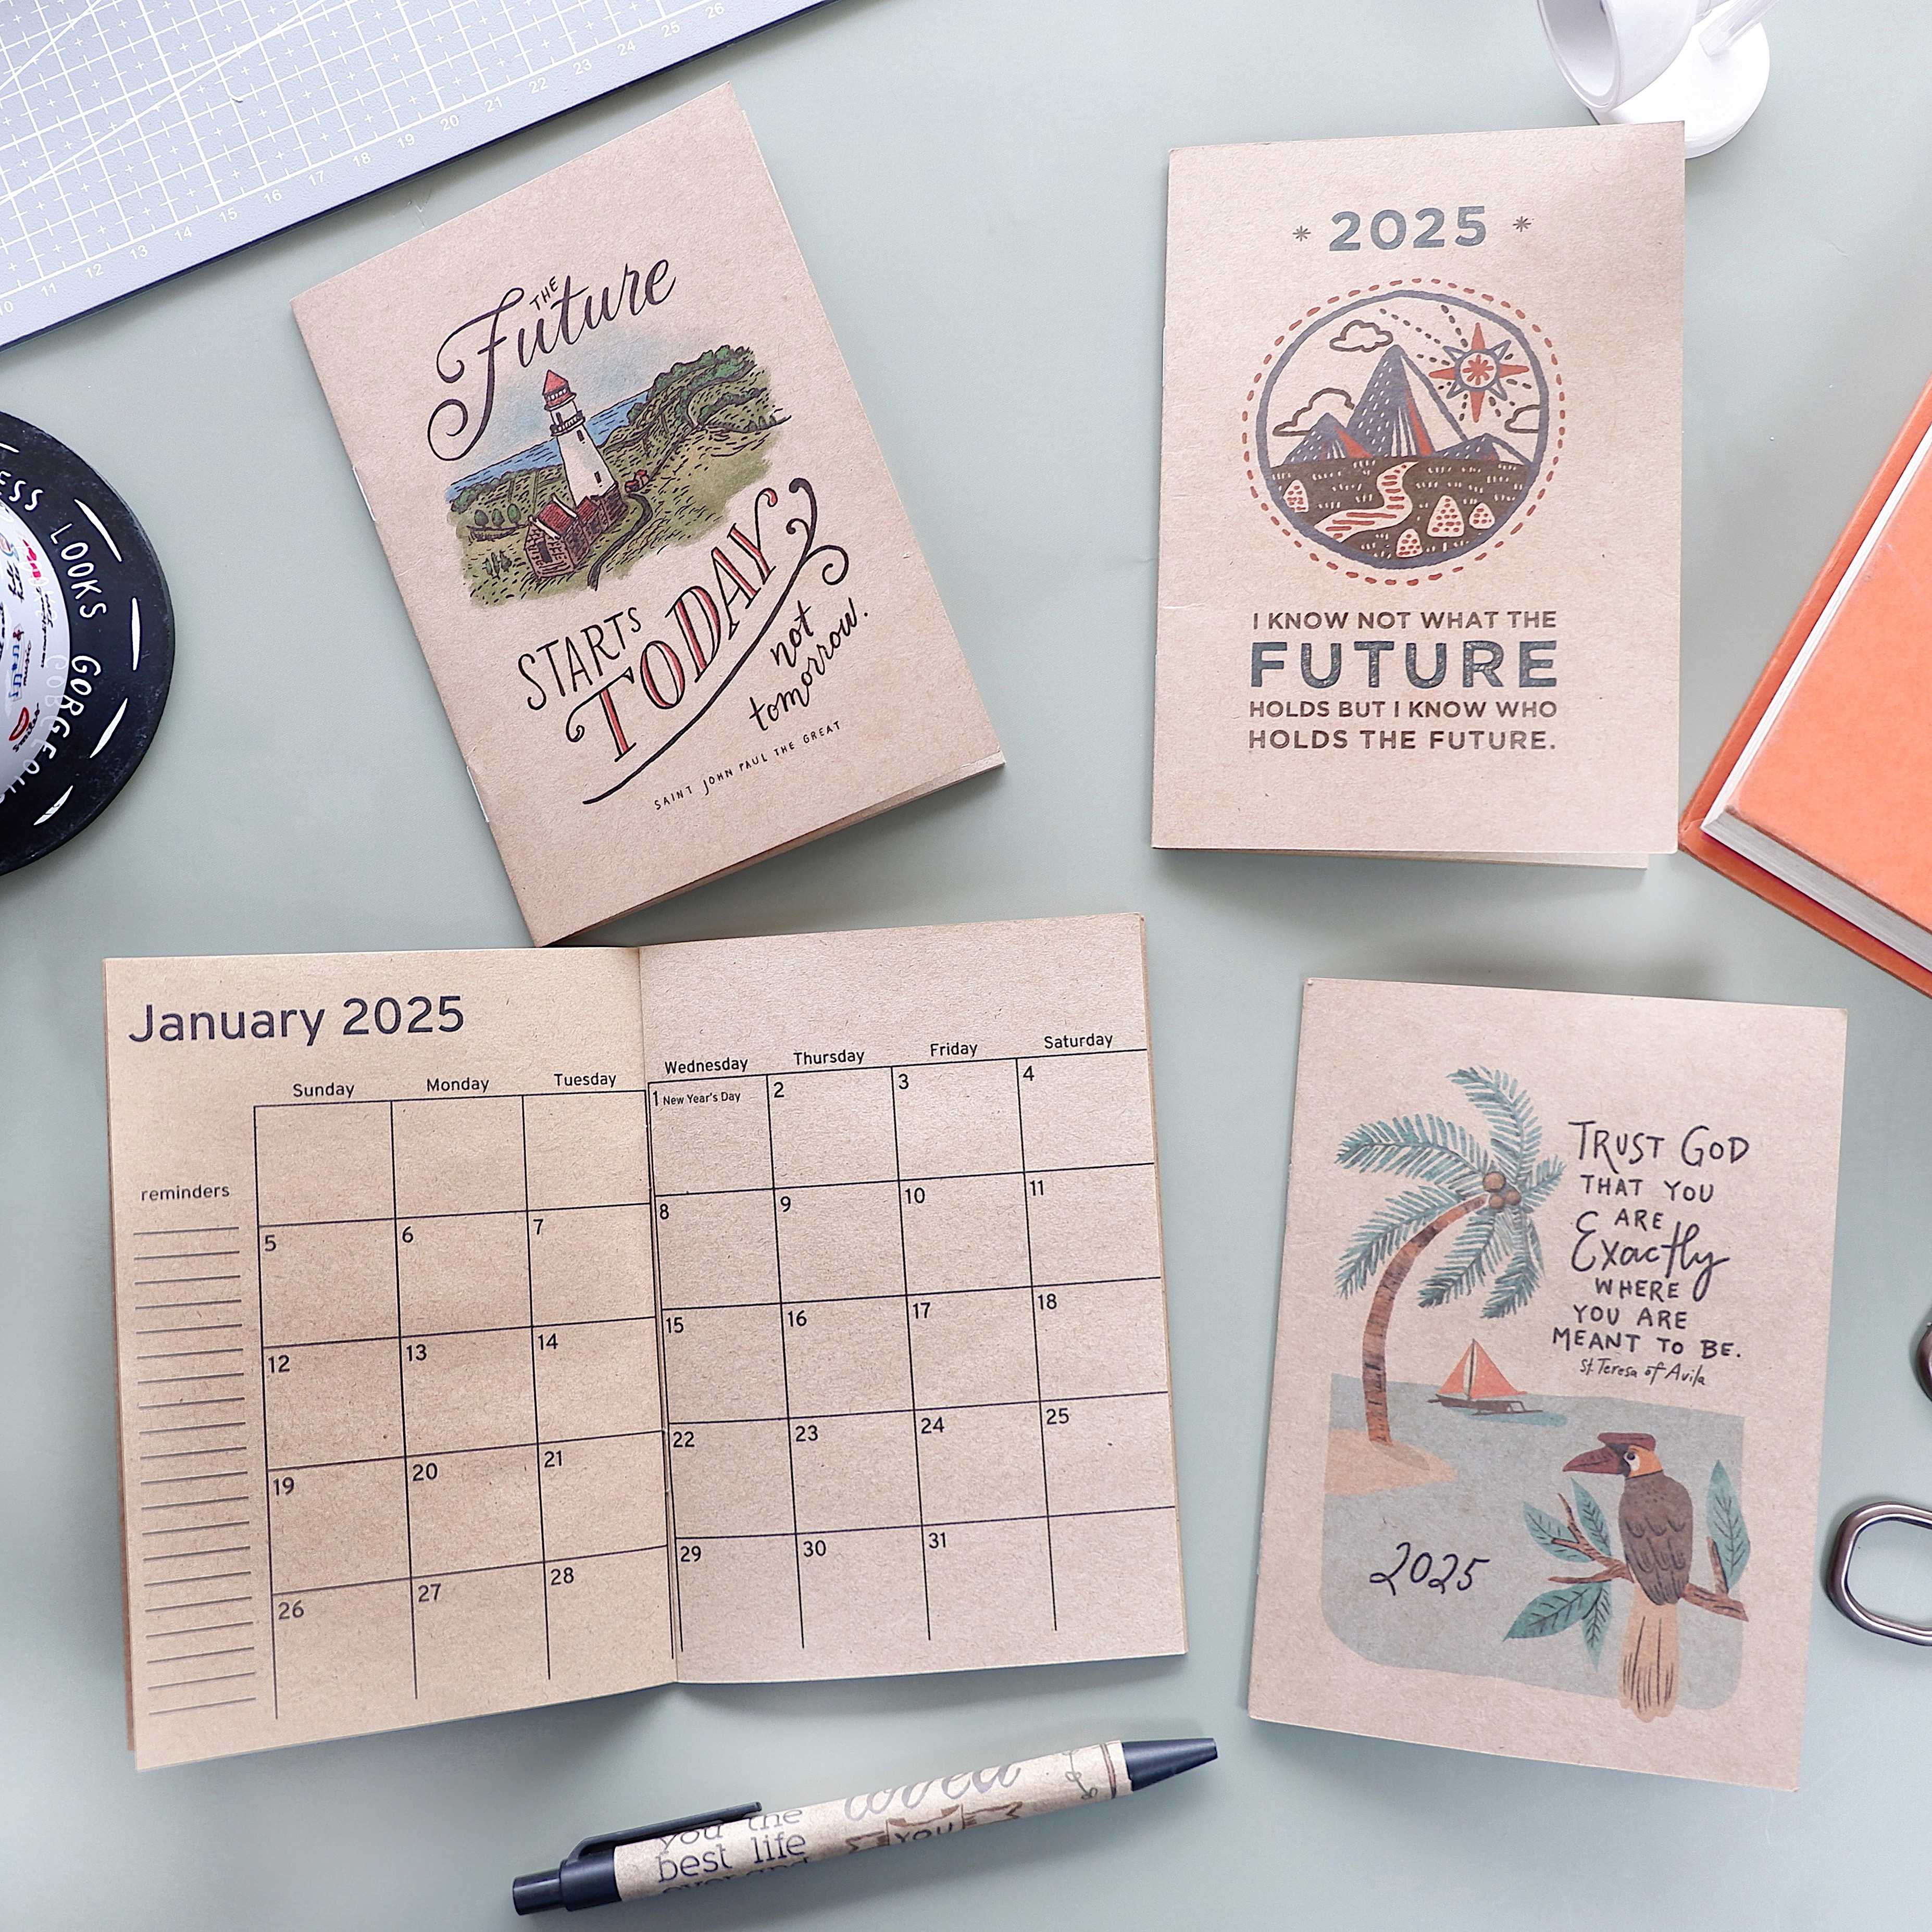 10 11 12 13 14 15 16 17 18 19 20 21 22 23 24 25 26
THE
Future
STARTS
TODAY
not
tomorrow.
SAINT JOHN PAUL THE GREAT
* 2025 *
I KNOW NOT WHAT THE
FUTURE
HOLDS BUT I KNOW WHO
HOLDS THE FUTURE.
LOOKS
January 2025
reminders
Sunday Monday Tuesday Wednesday Thursday Friday Saturday
1 New Year's Day 2 3 4
5 6 7 8 9 10 11
12 13 14 15 16 17 18
19 20 21 22 23 24 25
26 27 28 29 30 31
TRUST GOD
THAT YOU
ARE
Exactly
WHERE
YOU ARE
MEANT TO BE.
St. Teresa of Avila
2025
loved
YOU
you the
best life